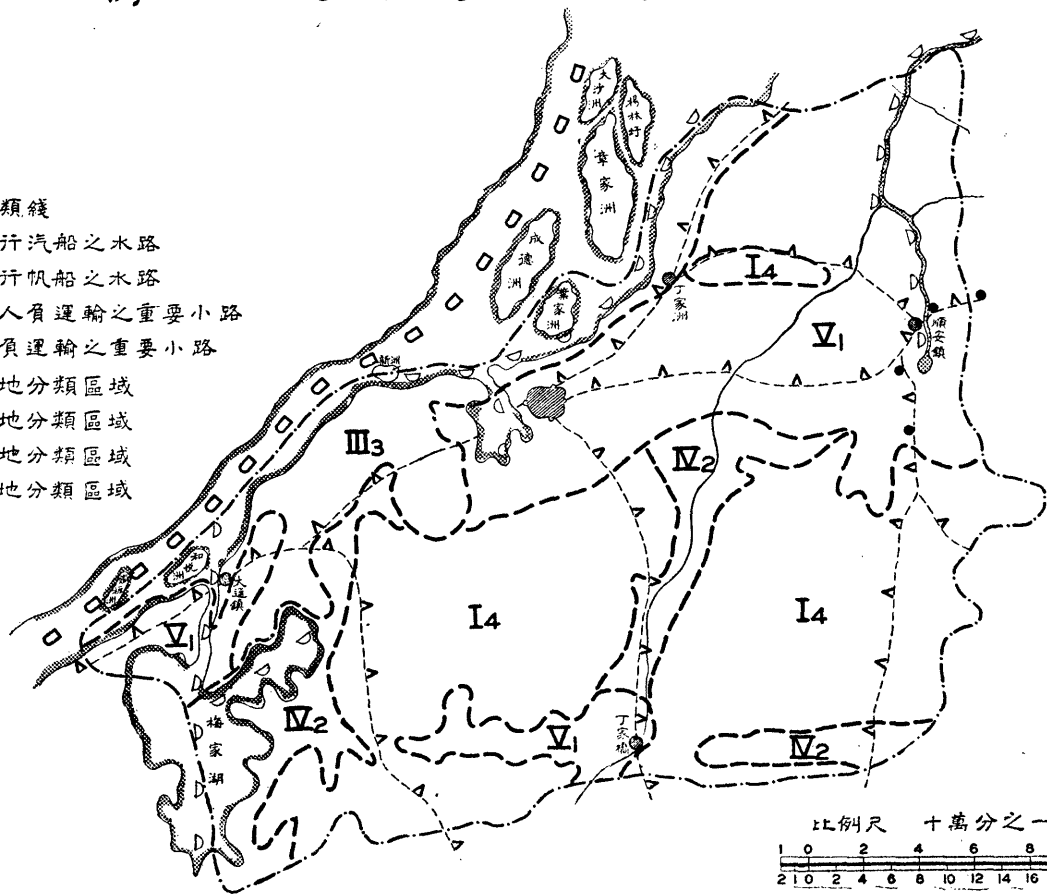 類綫
行汽船之水路
行帆船之水路
人負運輸之重要小路
負運輸之重要小路
地分類區域
地分類區域
地分類區域
地分類區域
大沙洲
楊林圩
章家洲
成德洲
葉家洲
丁家洲
新洲
順安鎮
和悅洲
大通鎮
梅家湖
丁家橋
I4
V1
III3
IV2
I4
I4
V1
IV2
V1
IV2
比例尺 十萬分之一
1 0 2 4 6 8
2 1 0 2 4 6 8 10 12 14 16